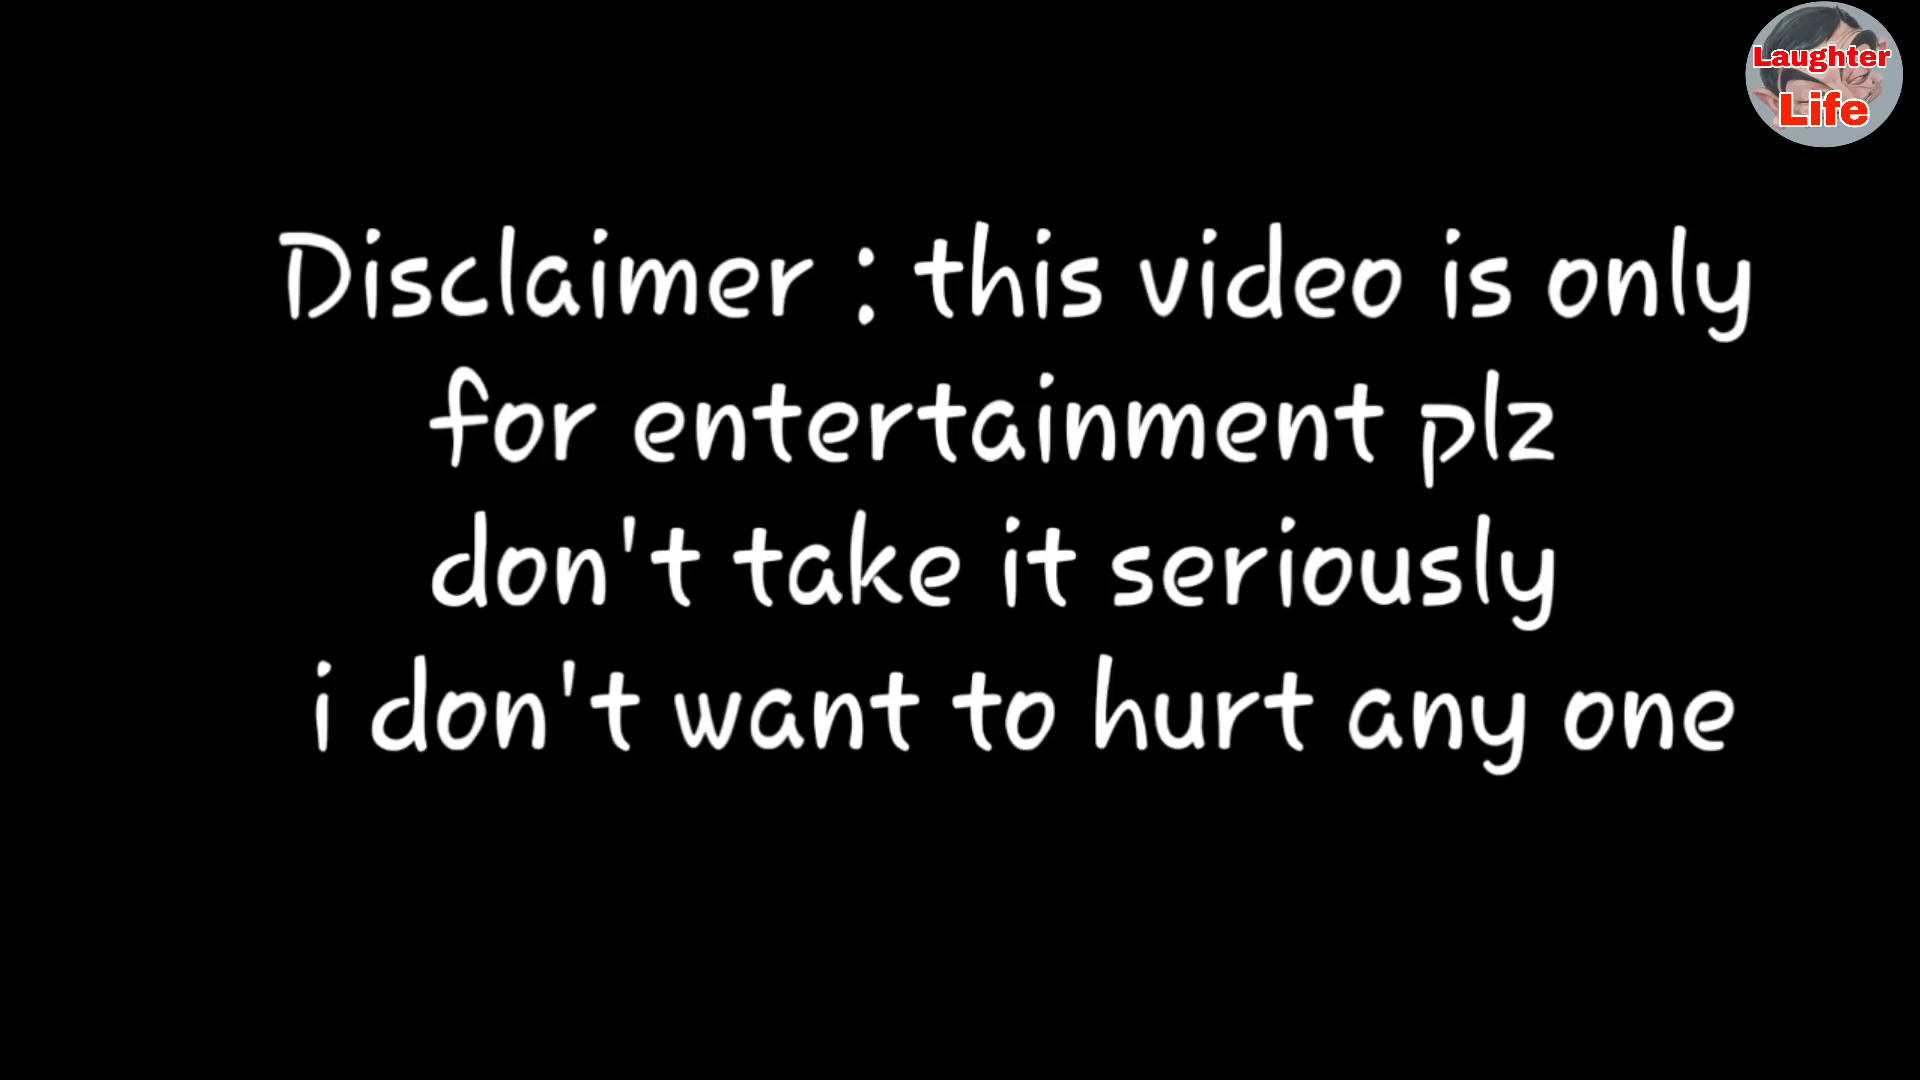 Laughter
Life
Disclaimer : this video is only
for entertainment plz
don't take it seriously
i don't want to hurt any one